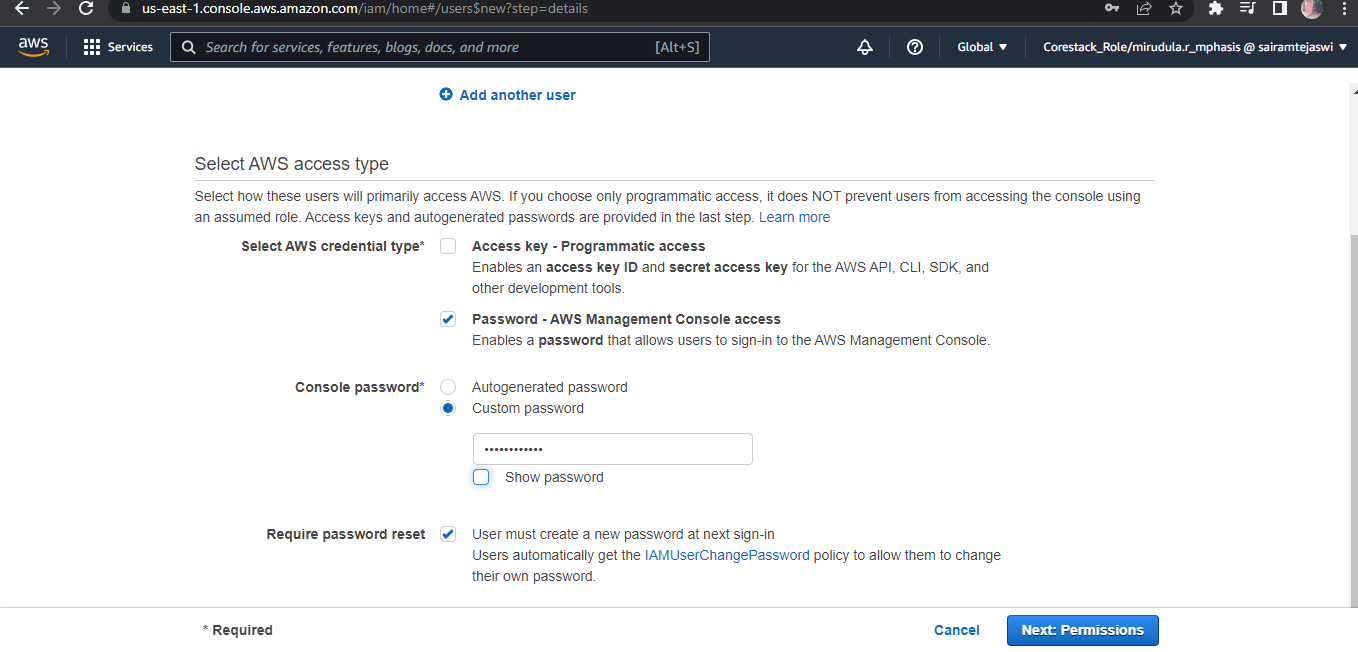 us-east-1.console.aws.amazon.com/iam/home#/users$new?step=details
aws Services Search for services, features, blogs, docs, and more [Alt+S] Global ▼ Corestack_Role/mirudula.r_mphasis @ sairamtejaswi ▼
Add another user
Select AWS access type
Select how these users will primarily access AWS. If you choose only programmatic access, it does NOT prevent users from accessing the console using
an assumed role. Access keys and autogenerated passwords are provided in the last step. Learn more
Select AWS credential type* Access key - Programmatic access
Enables an access key ID and secret access key for the AWS API, CLI, SDK, and
other development tools.
Password - AWS Management Console access
Enables a password that allows users to sign-in to the AWS Management Console.
Console password* Autogenerated password
Custom password
••••••••••••
Show password
Require password reset User must create a new password at next sign-in
Users automatically get the IAMUserChangePassword policy to allow them to change
their own password.
* Required Cancel Next: Permissions